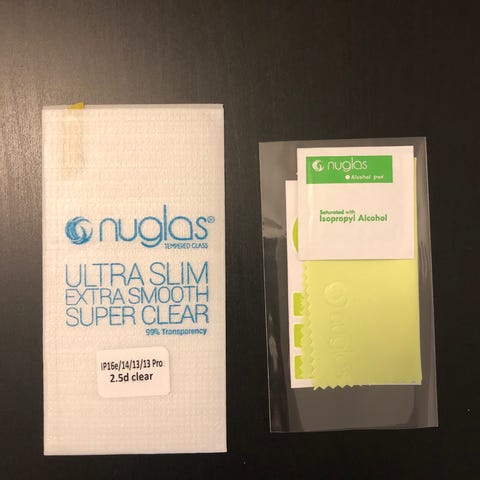 nuglas®
TEMPERED GLASS
ULTRA SLIM
EXTRA SMOOTH
SUPER CLEAR
99% Transparency
IP16e/14/13/13 Pro
2.5d clear
nuglas
Alcohol pad
Saturated with
Isopropyl Alcohol
nuglas